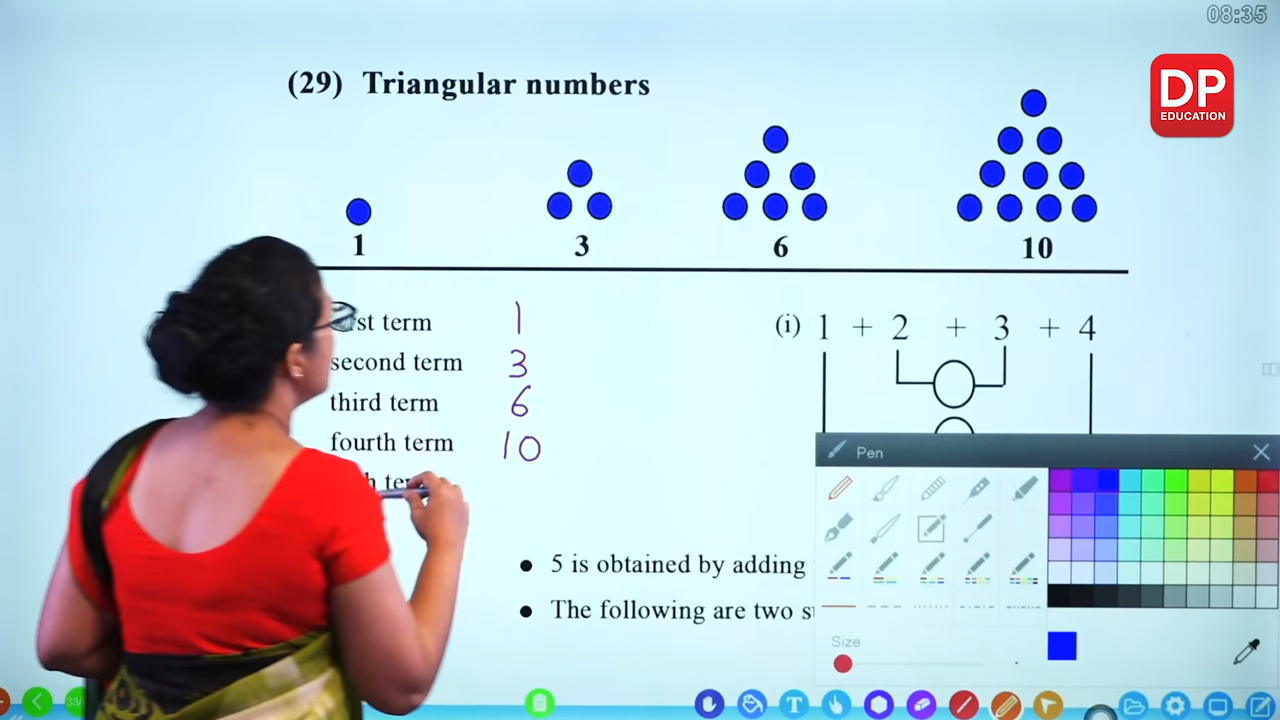 08:35
DP
EDUCATION
(29) Triangular numbers
1 3 6 10
term 1
second term 3
third term 6
fourth term 10
(i) 1 + 2 + 3 + 4
Pen
• 5 is obtained by adding
• The following are two
Size